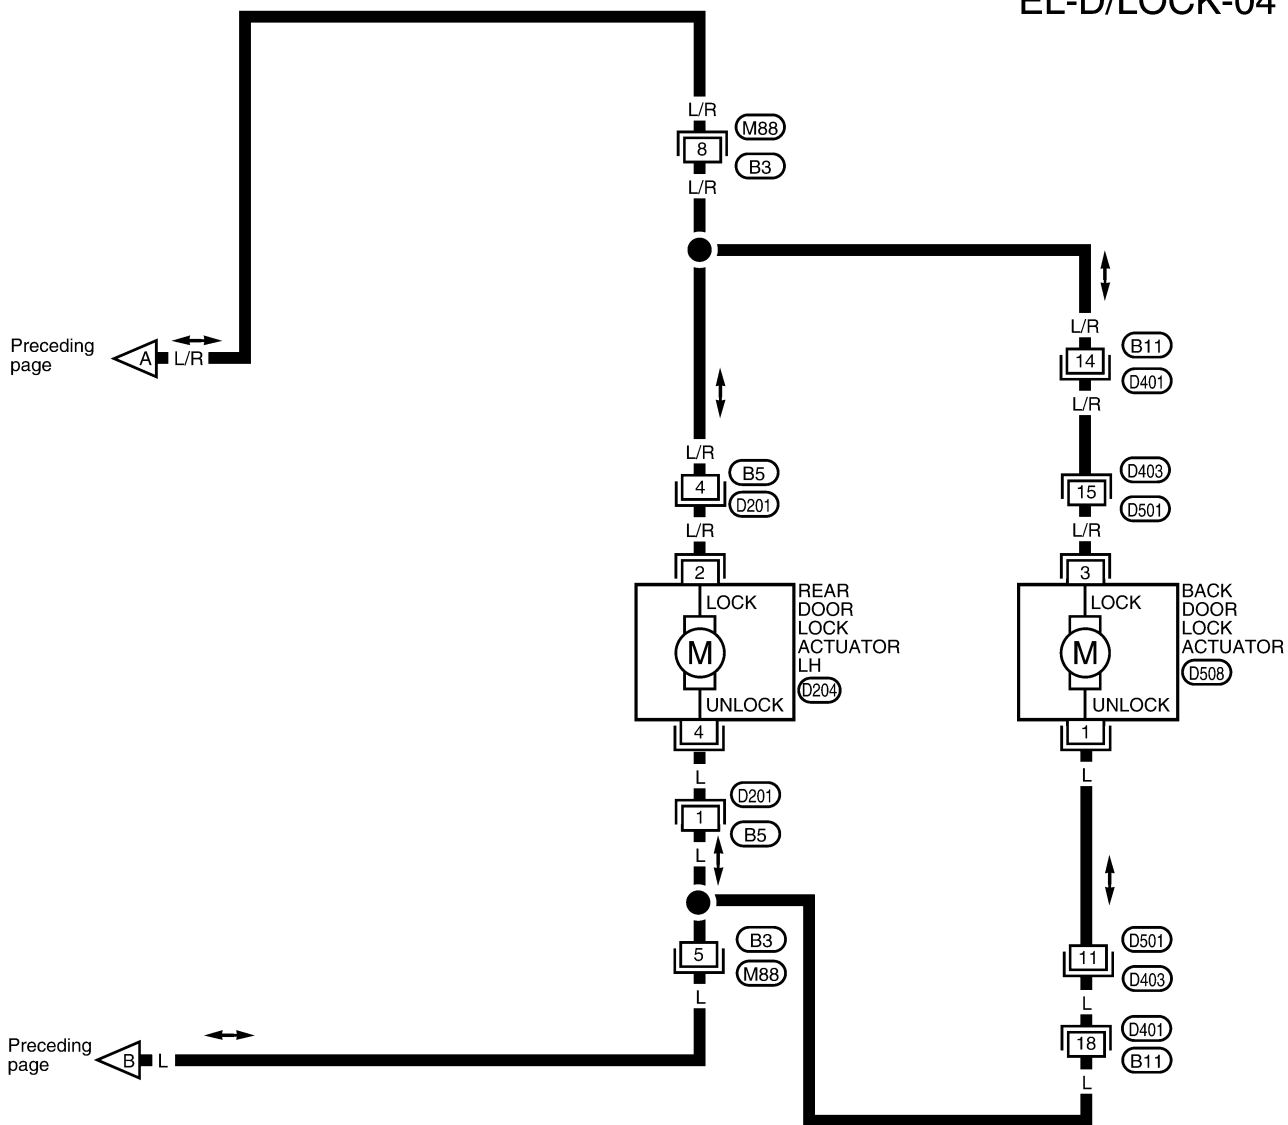 EL-D/LOCK-04
L/R
8
M88
B3
L/R
Preceding
page
A
L/R
L/R
14
B11
D401
L/R
L/R
4
B5
D201
L/R
15
D403
D501
L/R
2
LOCK
M
UNLOCK
REAR
DOOR
LOCK
ACTUATOR
LH
D204
3
LOCK
M
UNLOCK
BACK
DOOR
LOCK
ACTUATOR
D508
4
L
1
D201
B5
L
1
L
5
B3
M88
L
11
D501
D403
L
18
D401
B11
L
Preceding
page
B
L